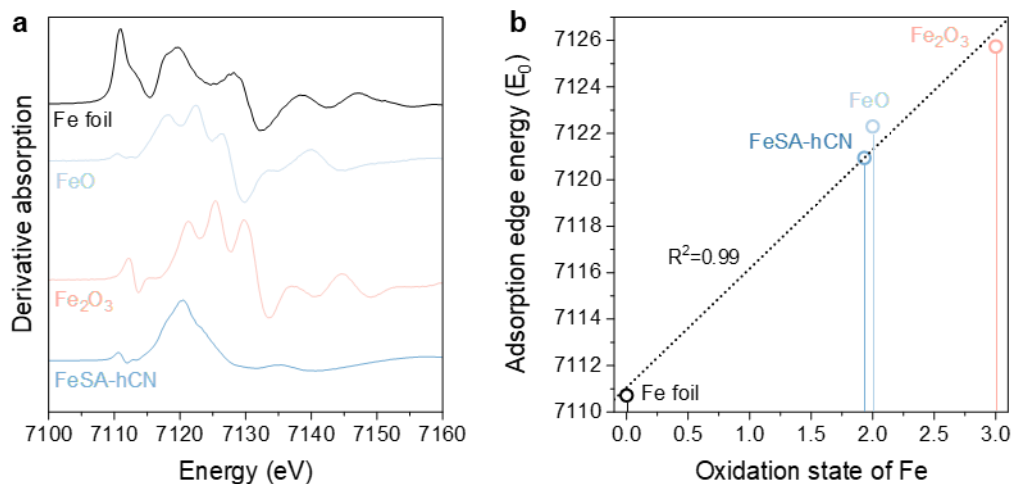 a
Derivative absorption
Fe foil
FeO
Fe₂O₃
FeSA-hCN
7100 7110 7120 7130 7140 7150 7160
Energy (eV)
b
Adsorption edge energy (E₀)
7126
7124
7122
7120
7118
7116
7114
7112
7110
Fe₂O₃
FeO
FeSA-hCN
R²=0.99
Fe foil
0.0 0.5 1.0 1.5 2.0 2.5 3.0
Oxidation state of Fe